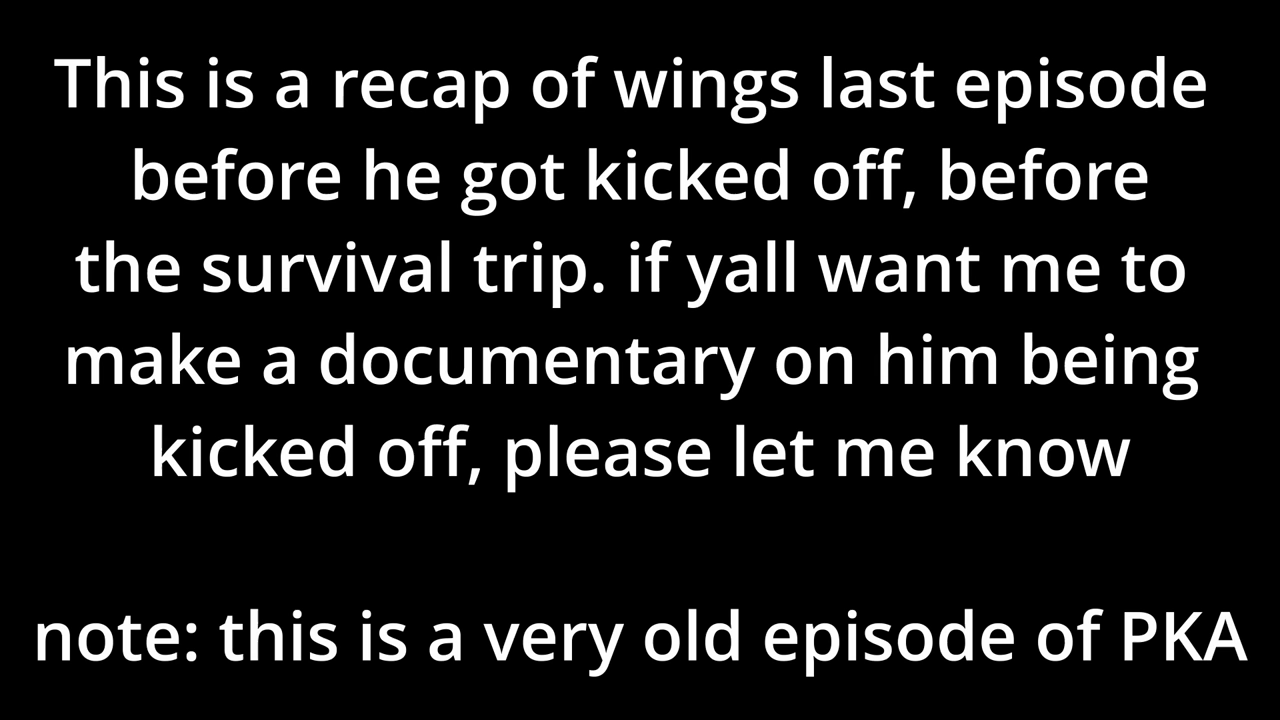 This is a recap of wings last episode
before he got kicked off, before
the survival trip. if yall want me to
make a documentary on him being
kicked off, please let me know
note: this is a very old episode of PKA